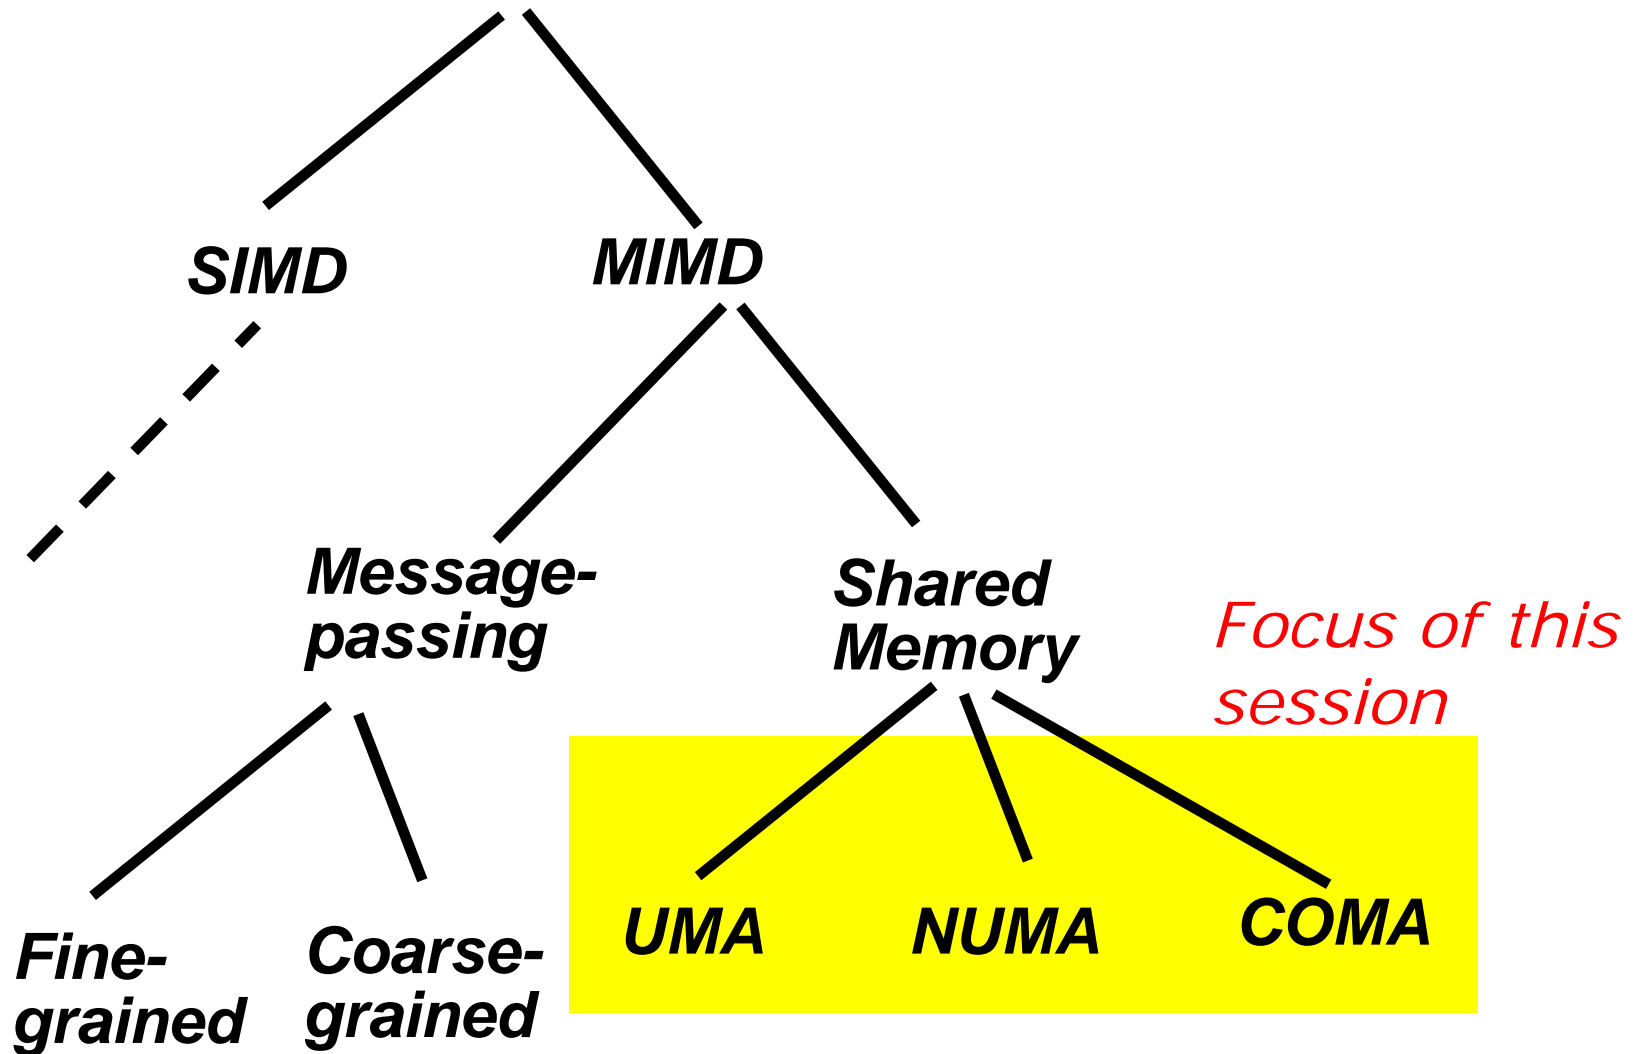 SIMD
MIMD
Message-
passing
Shared
Memory
Focus of this
session
Fine-
grained
Coarse-
grained
UMA
NUMA
COMA